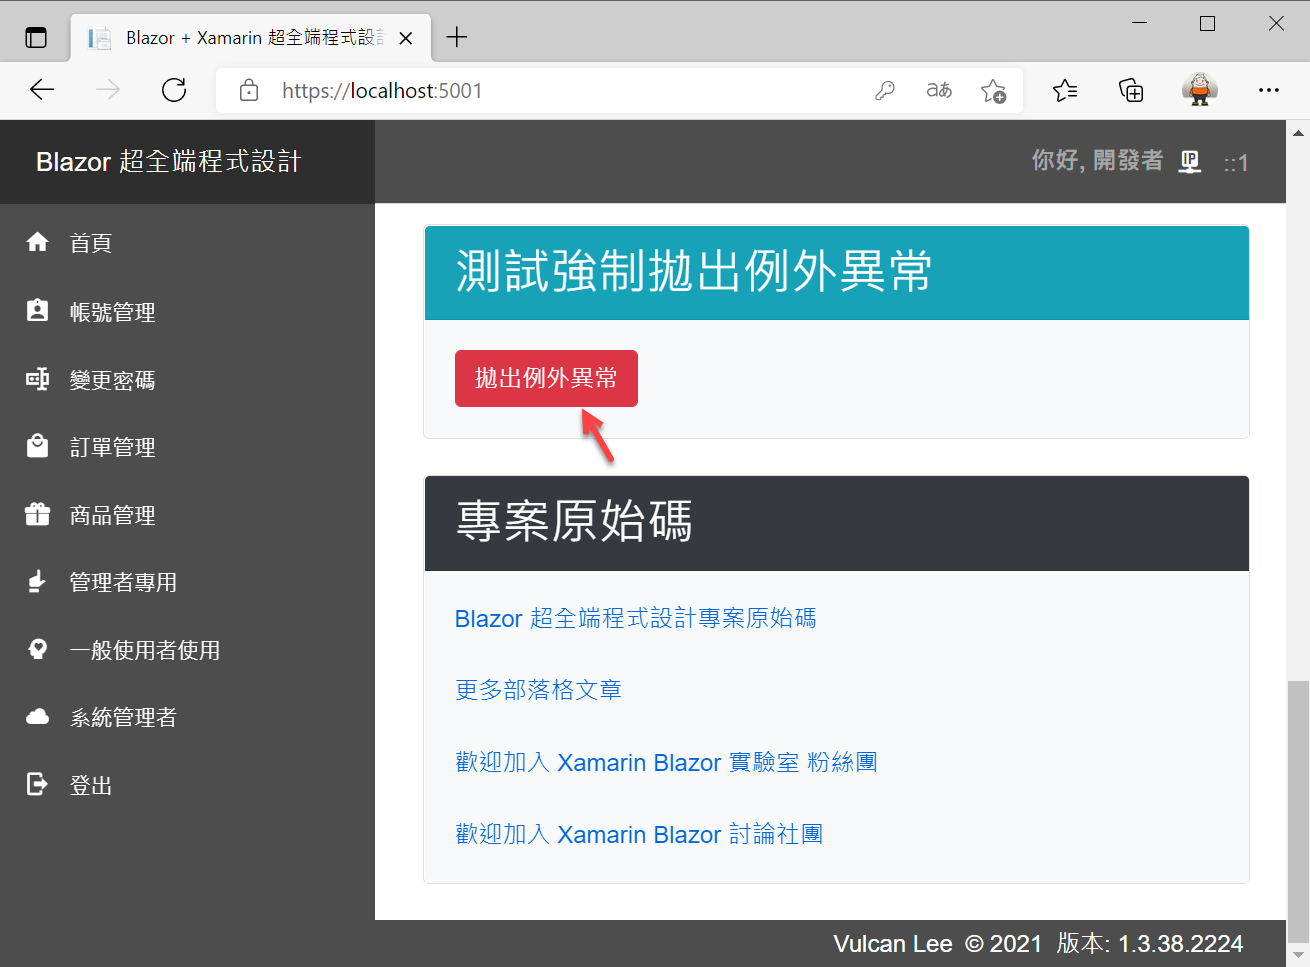 Blazor + Xamarin 超全端程式設
https://localhost:5001
aあ
Blazor 超全端程式設計
你好, 開發者 IP ::1
首頁
帳號管理
變更密碼
訂單管理
商品管理
管理者專用
一般使用者使用
系統管理者
登出
測試強制拋出例外異常
拋出例外異常
專案原始碼
Blazor 超全端程式設計專案原始碼
更多部落格文章
歡迎加入 Xamarin Blazor 實驗室 粉絲團
歡迎加入 Xamarin Blazor 討論社團
Vulcan Lee © 2021 版本: 1.3.38.2224